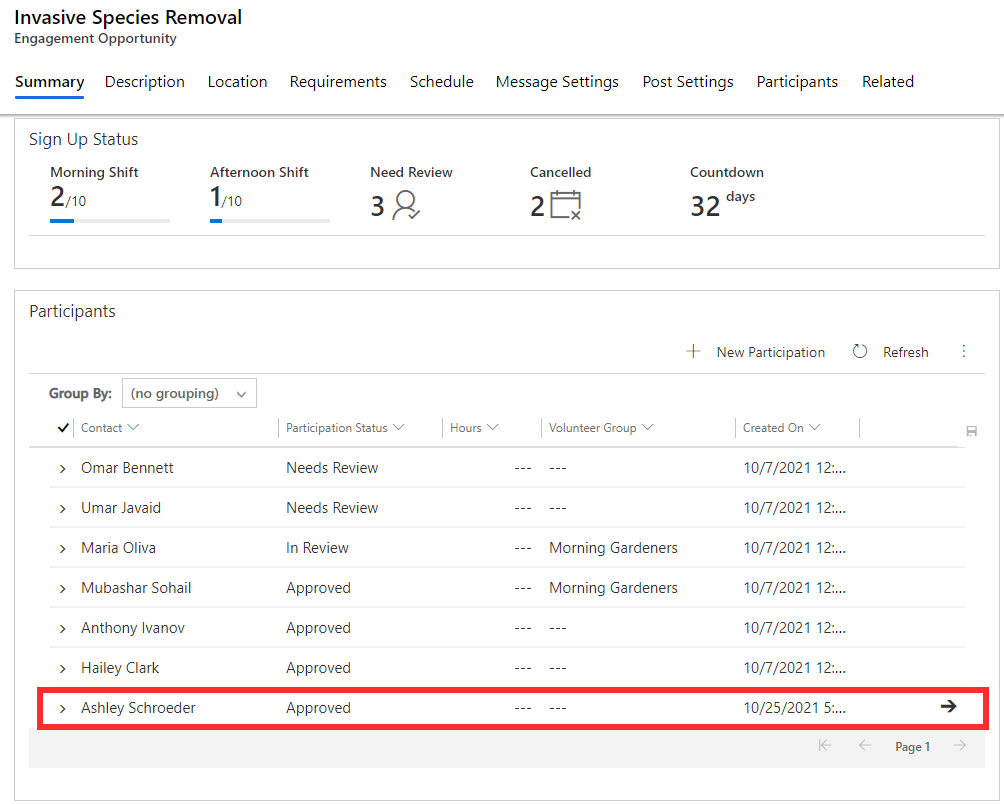 Invasive Species Removal
Engagement Opportunity
Summary Description Location Requirements Schedule Message Settings Post Settings Participants Related
Sign Up Status
Morning Shift Afternoon Shift Need Review Cancelled Countdown
2/10 1/10 3 2 32 days
Participants
New Participation Refresh
Group By: (no grouping)
Contact Participation Status Hours Volunteer Group Created On
Omar Bennett Needs Review --- --- 10/7/2021 12:...
Umar Javaid Needs Review --- --- 10/7/2021 12:...
Maria Oliva In Review --- Morning Gardeners 10/7/2021 12:...
Mubashar Sohail Approved --- Morning Gardeners 10/7/2021 12:...
Anthony Ivanov Approved --- --- 10/7/2021 12:...
Hailey Clark Approved --- --- 10/7/2021 12:...
Ashley Schroeder Approved --- --- 10/25/2021 5:...
Page 1